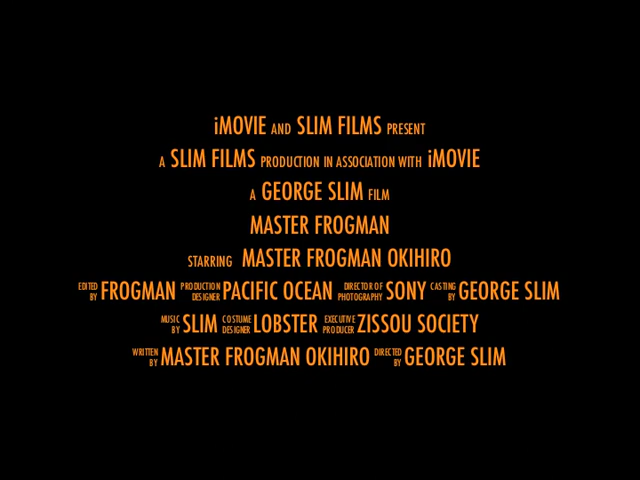 iMOVIE AND SLIM FILMS PRESENT
A SLIM FILMS PRODUCTION IN ASSOCIATION WITH iMOVIE
A GEORGE SLIM FILM
MASTER FROGMAN
STARRING MASTER FROGMAN OKIHIRO
EDITED BY FROGMAN PRODUCTION DESIGNER PACIFIC OCEAN DIRECTOR OF PHOTOGRAPHY SONY CASTING BY GEORGE SLIM
MUSIC BY SLIM COSTUME DESIGNER LOBSTER EXECUTIVE PRODUCER ZISSOU SOCIETY
WRITTEN BY MASTER FROGMAN OKIHIRO DIRECTED BY GEORGE SLIM